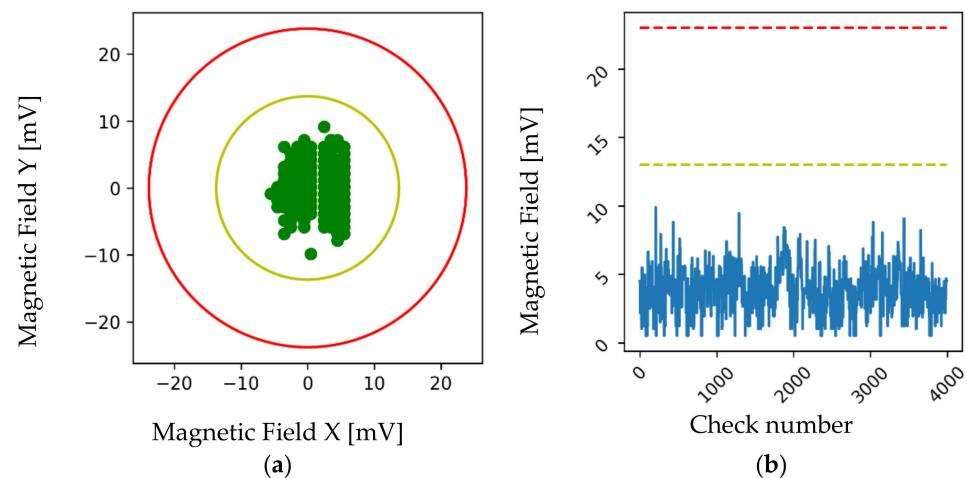 Magnetic Field Y [mV]
20
10
0
−10
−20
−20 −10 0 10 20
Magnetic Field X [mV]
(a)
Magnetic Field [mV]
20
15
10
5
0
0 1000 2000 3000 4000
Check number
(b)